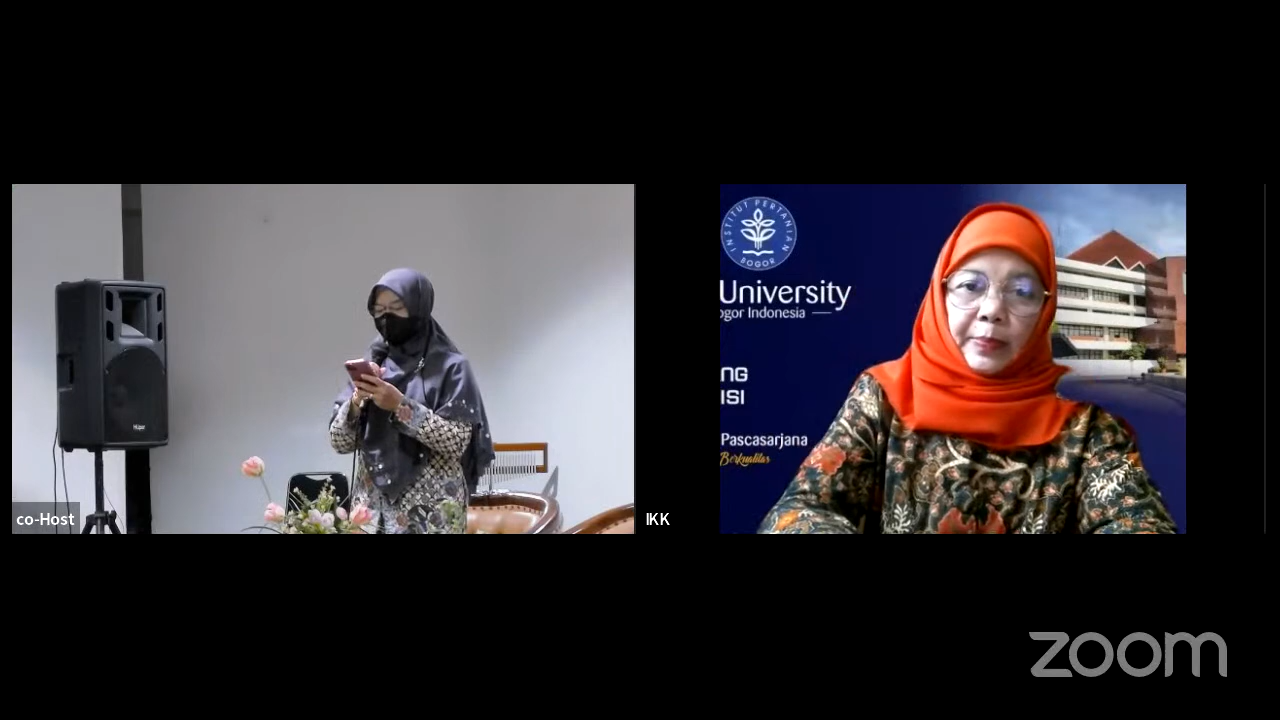 INSTITUT PERTANIAN
BOGOR
University
ogor Indonesia
NG
ISI
Pascasarjana
Berkualitas
co-Host
IKK
zoom